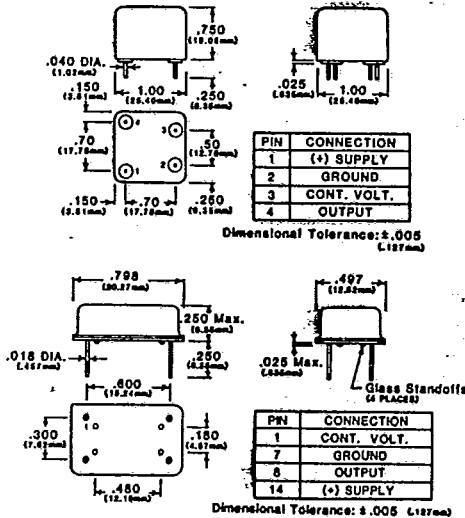 .750
(19.05mm)
.040 DIA.
(1.02mm)
1.00
(25.40mm)
.250
(6.35mm)
.025
(.635mm)
1.00
(25.40mm)
.150
(3.81mm)
.70
(17.78mm)
4
3
1
2
.50
(12.70mm)
.150
(3.81mm)
.70
(17.78mm)
.250
(6.35mm)
PIN CONNECTION
1 (+) SUPPLY
2 GROUND
3 CONT. VOLT.
4 OUTPUT
Dimensional Tolerance: ±.005
(.127mm)
.798
(20.27mm)
.250 Max.
(6.35mm)
.018 DIA.
(.457mm)
.250
(6.35mm)
.600
(15.24mm)
.497
(12.62mm)
.025 Max.
(.635mm)
Glass Standoffs
(4 PLACES)
.300
(7.62mm)
1
.180
(4.57mm)
.480
(12.19mm)
PIN CONNECTION
1 CONT. VOLT.
7 GROUND
8 OUTPUT
14 (+) SUPPLY
Dimensional Tolerance: ±.005 (.127mm)